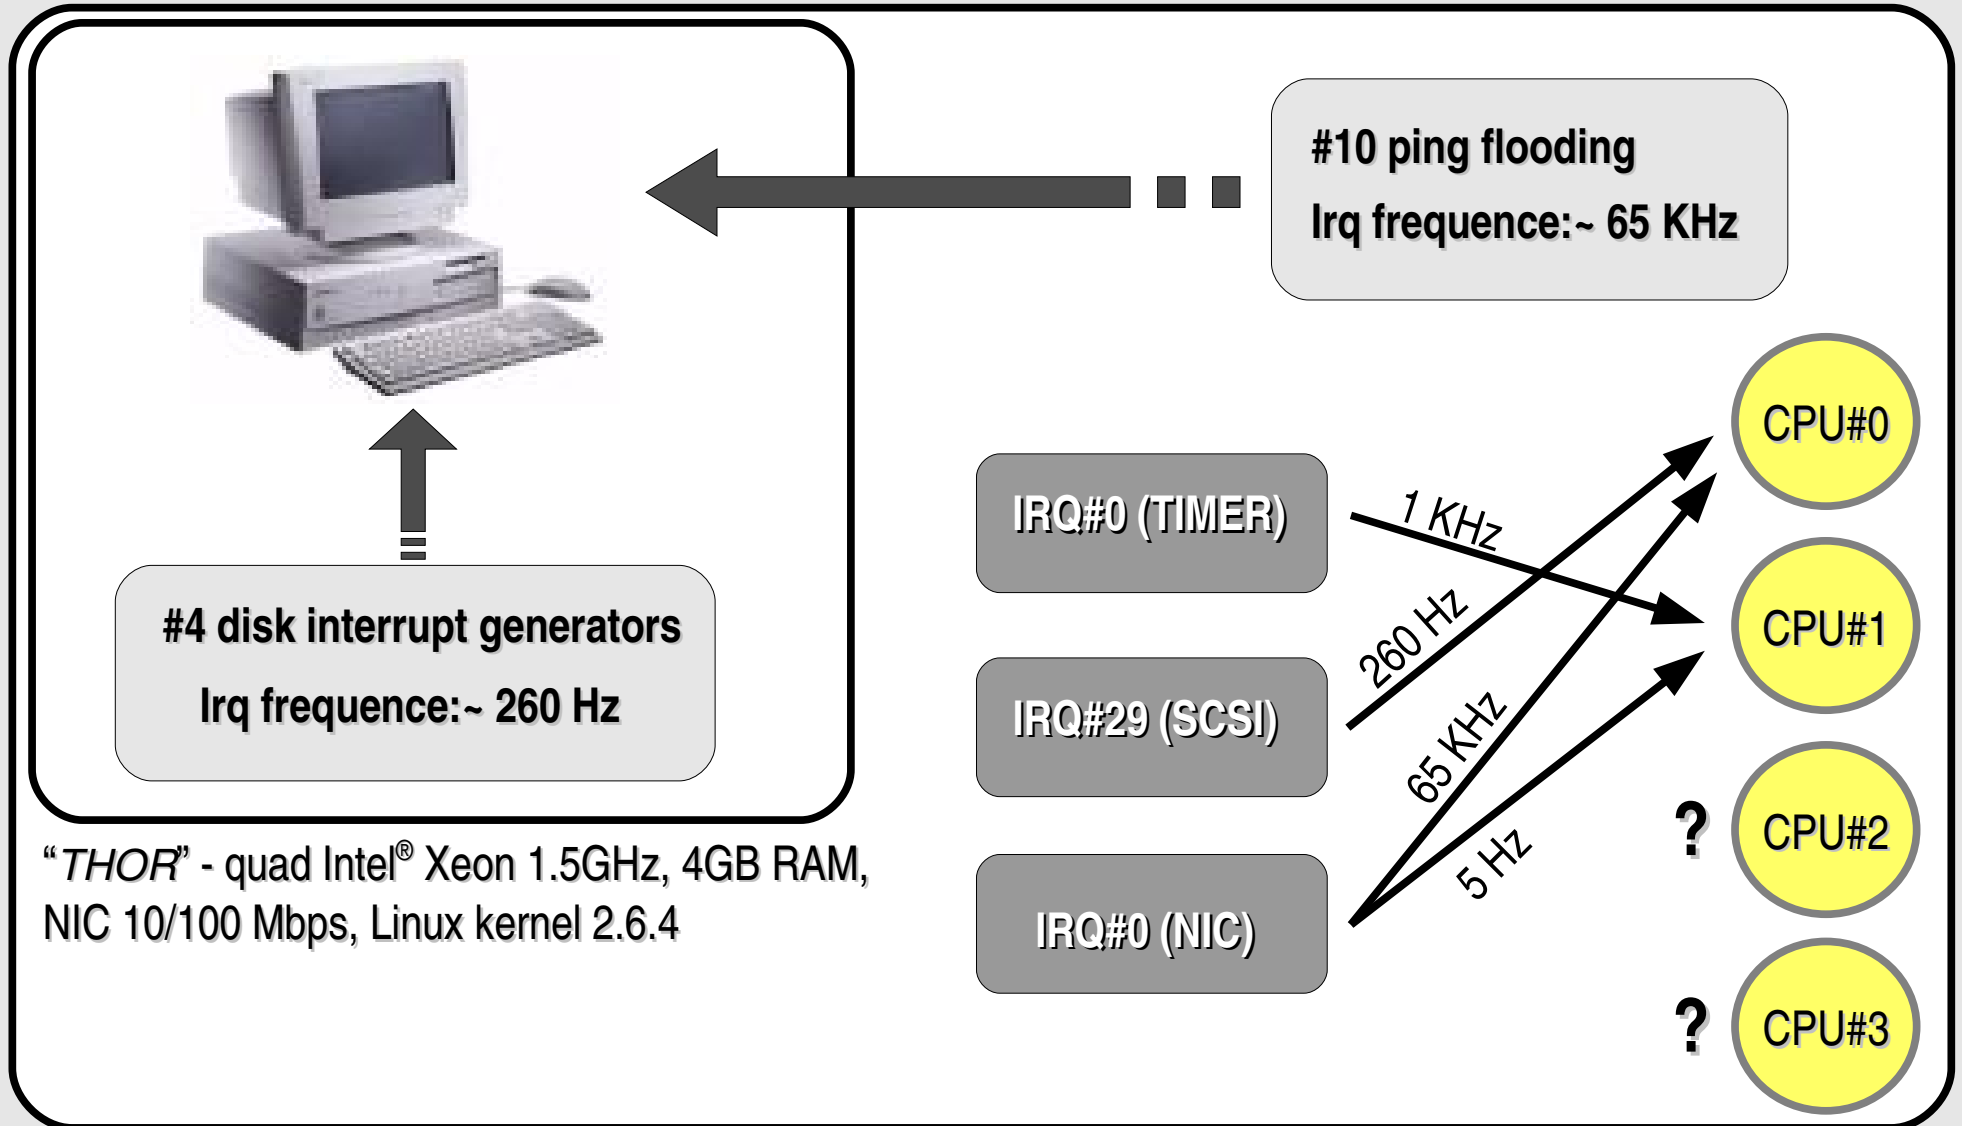 #10 ping flooding
Irq frequence:~ 65 KHz
#4 disk interrupt generators
Irq frequence:~ 260 Hz
“THOR” - quad Intel® Xeon 1.5GHz, 4GB RAM,
NIC 10/100 Mbps, Linux kernel 2.6.4
IRQ#0 (TIMER)
IRQ#29 (SCSI)
IRQ#0 (NIC)
1 KHz
260 Hz
65 KHz
5 Hz
CPU#0
CPU#1
? CPU#2
? CPU#3